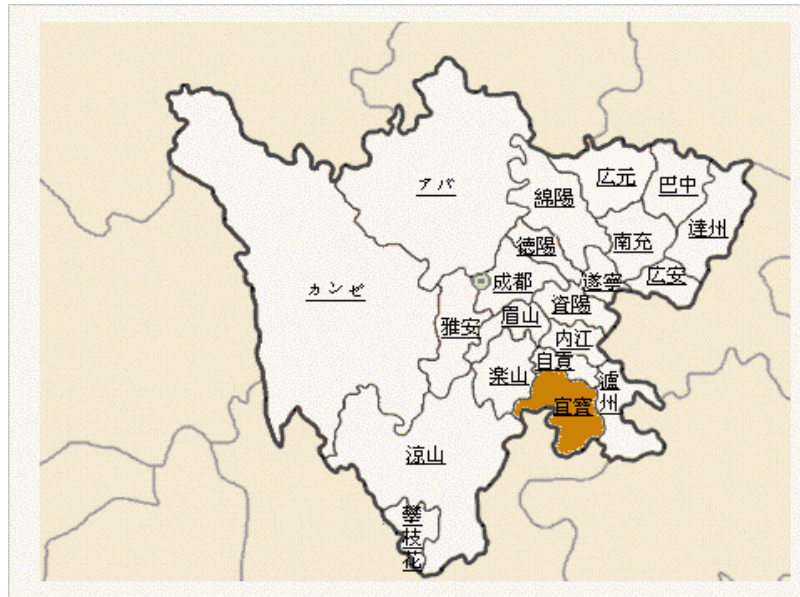 アバ
綿陽
広元
巴中
達州
徳陽
南充
成都
遂寧
広安
カンゼ
資陽
眉山
雅安
内江
自貢
楽山
瀘州
宜賓
涼山
攀枝花